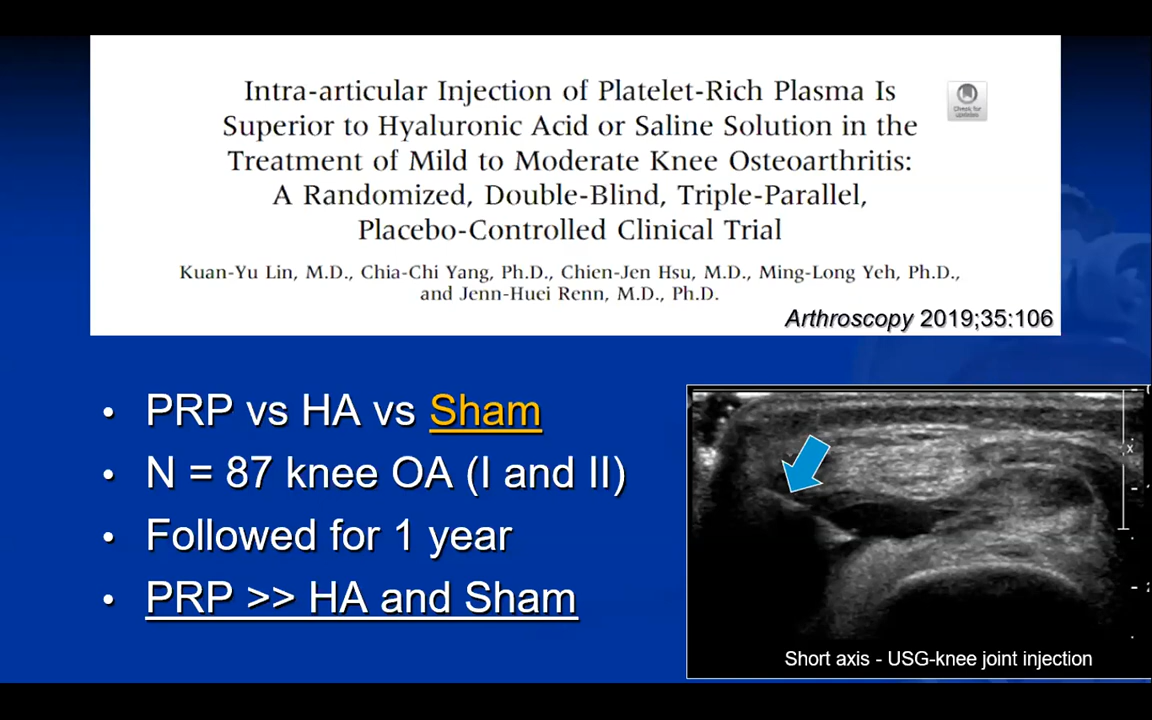 Intra-articular Injection of Platelet-Rich Plasma Is
Superior to Hyaluronic Acid or Saline Solution in the
Treatment of Mild to Moderate Knee Osteoarthritis:
A Randomized, Double-Blind, Triple-Parallel,
Placebo-Controlled Clinical Trial
Check for
updates
Kuan-Yu Lin, M.D., Chia-Chi Yang, Ph.D., Chien-Jen Hsu, M.D., Ming-Long Yeh, Ph.D.,
and Jenn-Huei Renn, M.D., Ph.D.
Arthroscopy 2019;35:106
• PRP vs HA vs Sham
• N = 87 knee OA (I and II)
• Followed for 1 year
• PRP >> HA and Sham
x
Short axis - USG-knee joint injection